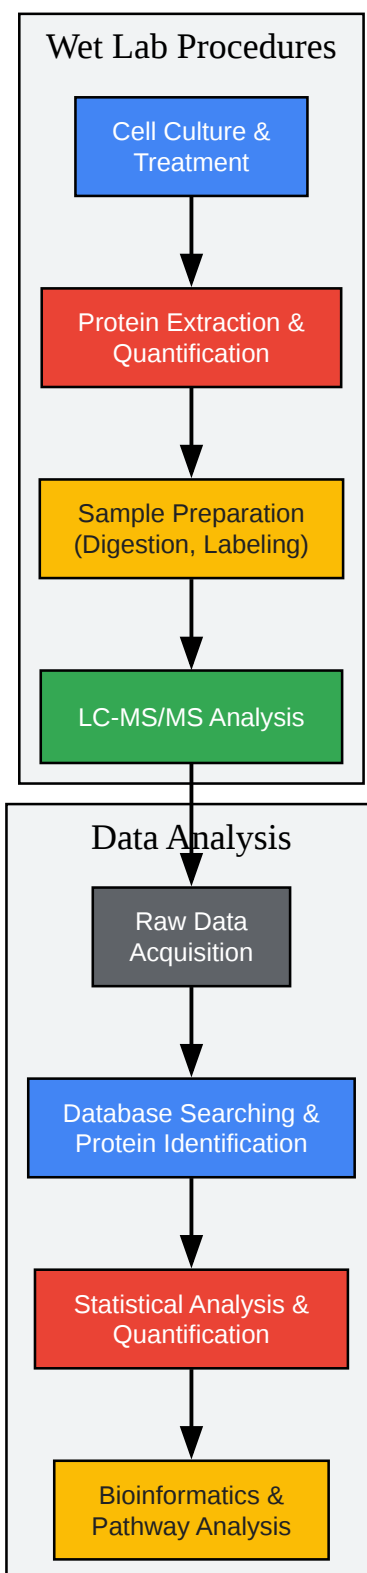 Wet Lab Procedures
Cell Culture &
Treatment
Protein Extraction &
Quantification
Sample Preparation
(Digestion, Labeling)
LC-MS/MS Analysis
Data Analysis
Raw Data
Acquisition
Database Searching &
Protein Identification
Statistical Analysis &
Quantification
Bioinformatics &
Pathway Analysis